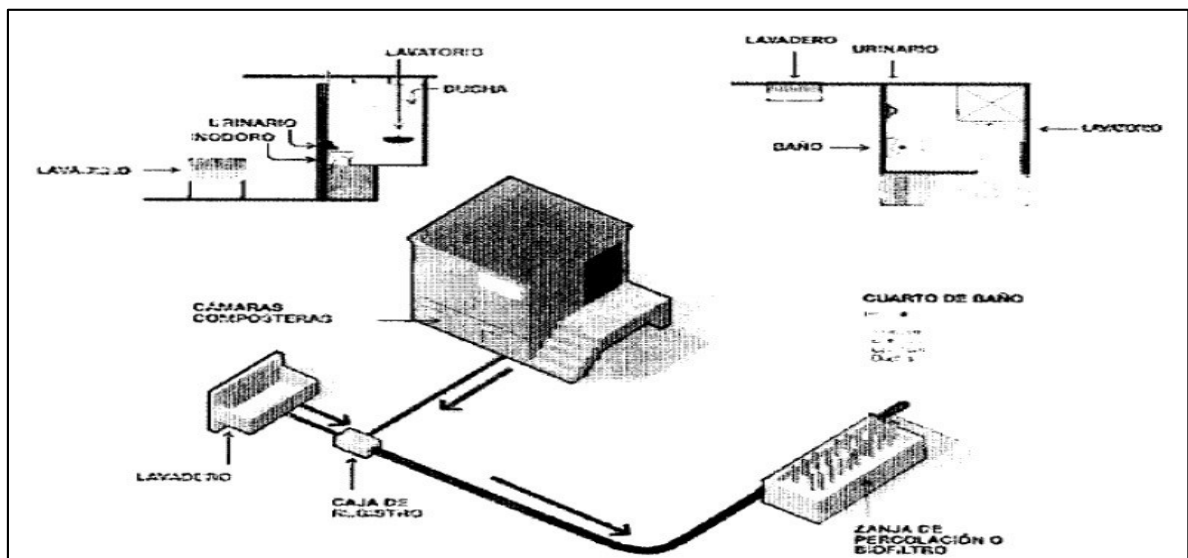 LAVATORIO
DUCHA
URINARIO
INODORO
LAVADERO
URINARIO
BAÑO
LAVATORIO
CÁMARAS
COMPOSTERAS
CUARTO DE BAÑO
LAVADERO
CAJA DE
REGISTRO
ZANJA DE
PERCOLACIÓN O
BIOFILTRO